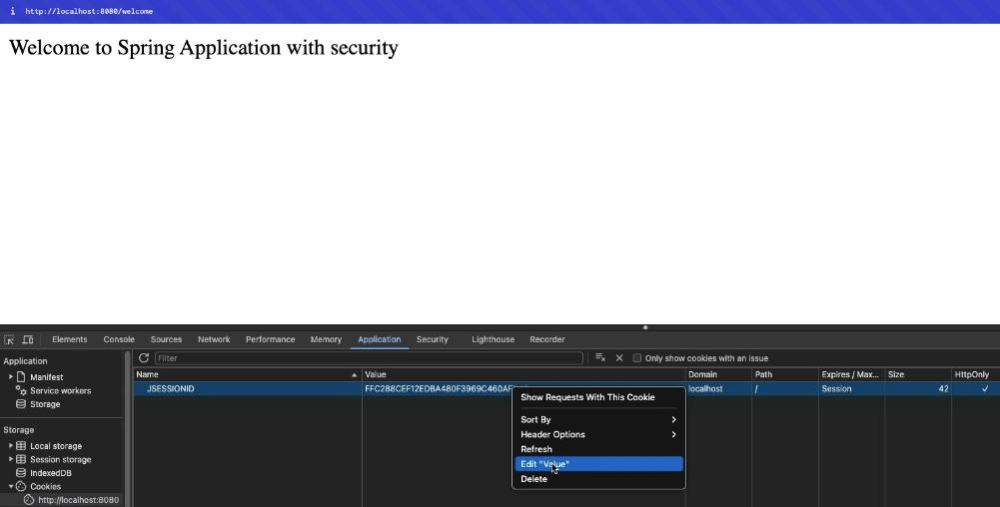 http://localhost:8080/welcome
Welcome to Spring Application with security
Elements Console Sources Network Performance Memory Application Security Lighthouse Recorder
Application
Manifest
Service workers
Storage
Storage
Local storage
Session storage
IndexedDB
Cookies
http://localhost:8080
Filter
Only show cookies with an issue
Name Value Domain Path Expires / Max... Size HttpOnly
JSESSIONID FFC288CEF12EDBA480F3969C460AF localhost / Session 42 ✓
Show Requests With This Cookie
Sort By
Header Options
Refresh
Edit "Value"
Delete